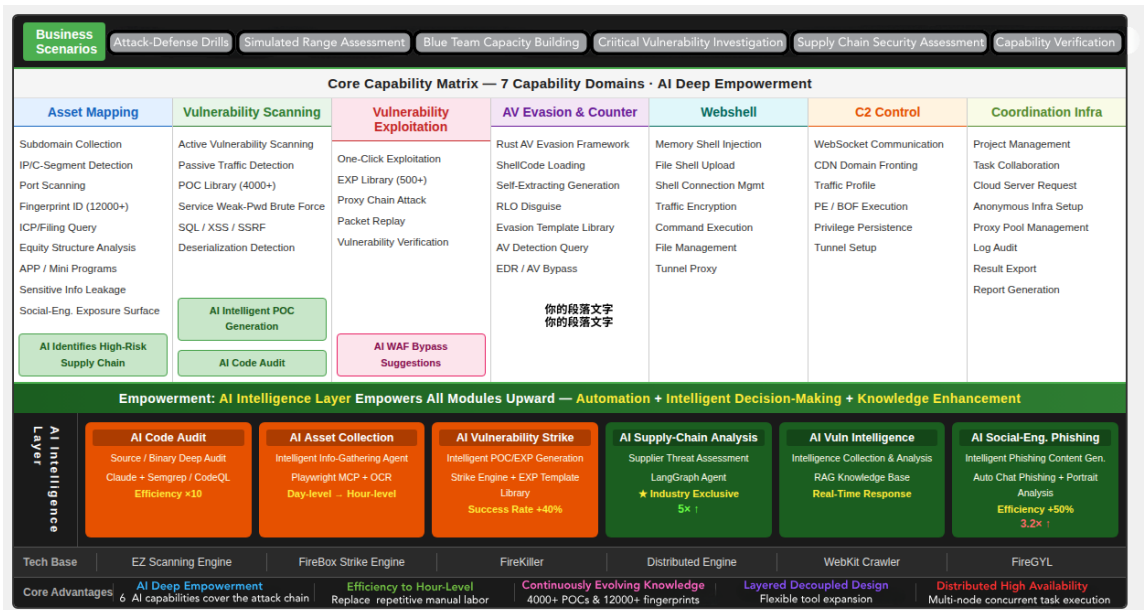 Business
Scenarios
Attack-Defense Drills
Simulated Range Assessment
Blue Team Capacity Building
Criitical Vulnerability Investigation
Supply Chain Security Assessment
Capability Verification
Core Capability Matrix — 7 Capability Domains · AI Deep Empowerment
Asset Mapping
Subdomain Collection
IP/C-Segment Detection
Port Scanning
Fingerprint ID (12000+)
ICP/Filing Query
Equity Structure Analysis
APP / Mini Programs
Sensitive Info Leakage
Social-Eng. Exposure Surface
AI Identifies High-Risk
Supply Chain
Vulnerability Scanning
Active Vulnerability Scanning
Passive Traffic Detection
POC Library (4000+)
Service Weak-Pwd Brute Force
SQL / XSS / SSRF
Deserialization Detection
AI Intelligent POC
Generation
AI Code Audit
Vulnerability
Exploitation
One-Click Exploitation
EXP Library (500+)
Proxy Chain Attack
Packet Replay
Vulnerability Verification
AI WAF Bypass
Suggestions
AV Evasion & Counter
Rust AV Evasion Framework
ShellCode Loading
Self-Extracting Generation
RLO Disguise
Evasion Template Library
AV Detection Query
EDR / AV Bypass
你的段落文字
你的段落文字
Webshell
Memory Shell Injection
File Shell Upload
Shell Connection Mgmt
Traffic Encryption
Command Execution
File Management
Tunnel Proxy
C2 Control
WebSocket Communication
CDN Domain Fronting
Traffic Profile
PE / BOF Execution
Privilege Persistence
Tunnel Setup
Coordination Infra
Project Management
Task Collaboration
Cloud Server Request
Anonymous Infra Setup
Proxy Pool Management
Log Audit
Result Export
Report Generation
Empowerment: AI Intelligence Layer Empowers All Modules Upward — Automation + Intelligent Decision-Making + Knowledge Enhancement
AI Intelligence
Layer
AI Code Audit
Source / Binary Deep Audit
Claude + Semgrep / CodeQL
Efficiency ×10
AI Asset Collection
Intelligent Info-Gathering Agent
Playwright MCP + OCR
Day-level → Hour-level
AI Vulnerability Strike
Intelligent POC/EXP Generation
Strike Engine + EXP Template
Library
Success Rate +40%
AI Supply-Chain Analysis
Supplier Threat Assessment
LangGraph Agent
★ Industry Exclusive
5× ↑
AI Vuln Intelligence
Intelligence Collection & Analysis
RAG Knowledge Base
Real-Time Response
AI Social-Eng. Phishing
Intelligent Phishing Content Gen.
Auto Chat Phishing + Portrait
Analysis
Efficiency +50%
3.2× ↑
Tech Base
EZ Scanning Engine
FireBox Strike Engine
FireKiller
Distributed Engine
WebKit Crawler
FireGYL
Core Advantages
AI Deep Empowerment
6 AI capabilities cover the attack chain
Efficiency to Hour-Level
Replace repetitive manual labor
Continuously Evolving Knowledge
4000+ POCs & 12000+ fingerprints
Layered Decoupled Design
Flexible tool expansion
Distributed High Availability
Multi-node concurrent task execution